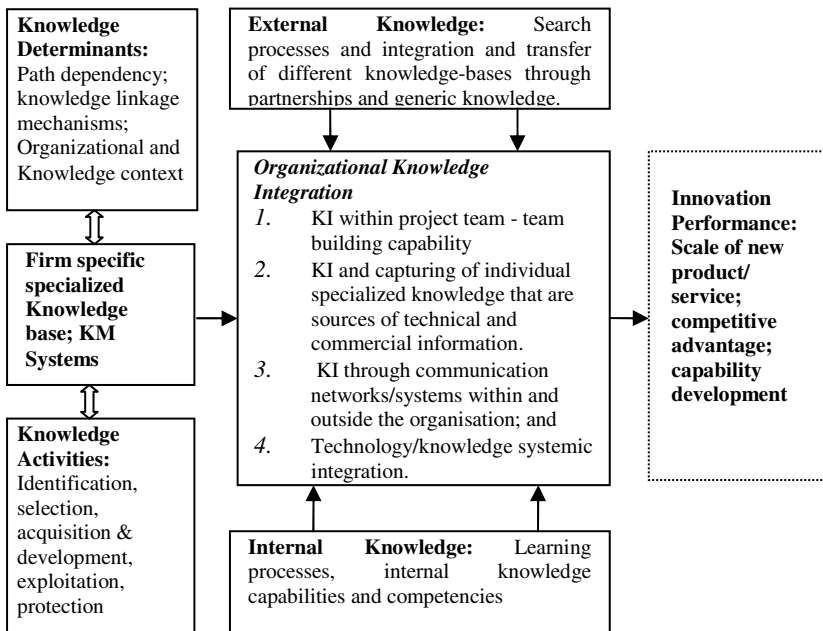 Knowledge
Determinants:
Path dependency;
knowledge linkage
mechanisms;
Organizational and
Knowledge context
External Knowledge: Search
processes and integration and transfer
of different knowledge-bases through
partnerships and generic knowledge.
Firm specific
specialized
Knowledge
base; KM
Systems
Organizational Knowledge
Integration
1. KI within project team - team
building capability
2. KI and capturing of individual
specialized knowledge that are
sources of technical and
commercial information.
3. KI through communication
networks/systems within and
outside the organisation; and
4. Technology/knowledge systemic
integration.
Innovation
Performance:
Scale of new
product/
service;
competitive
advantage;
capability
development
Knowledge
Activities:
Identification,
selection,
acquisition &
development,
exploitation,
protection
Internal Knowledge: Learning
processes, internal knowledge
capabilities and competencies